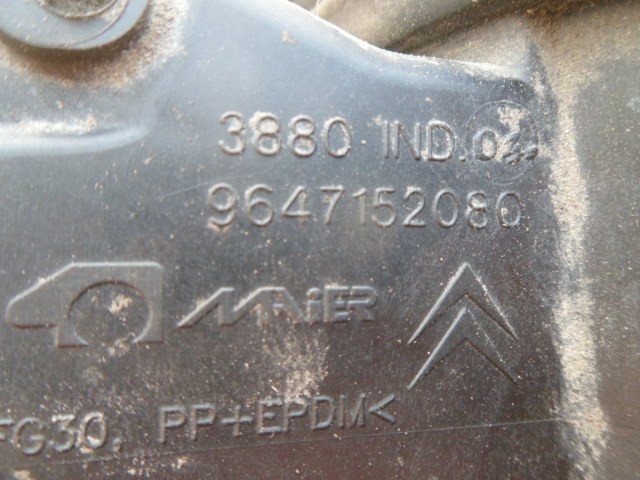 3880 IND.
9647152080
MAiER
FG30, PP+EPDM<